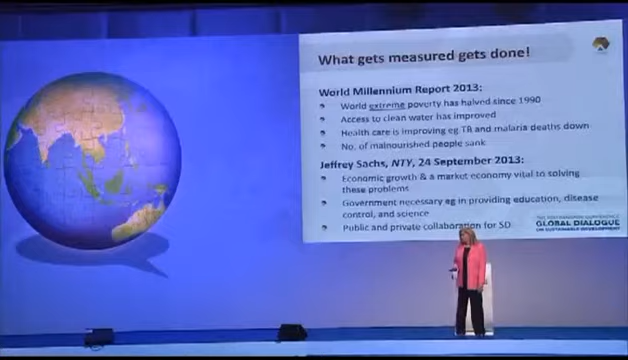 What gets measured gets done!
World Millennium Report 2013:
World extreme poverty has halved since 1990
Access to clean water has improved
Health care is improving eg TB and malaria deaths down
No. of malnourished people sank
Jeffrey Sachs, NTY, 24 September 2013:
Economic growth & a market economy vital to solving
these problems
Government necessary eg in providing education, disease
control, and science
Public and private collaboration for SD
GLOBAL DIALOGUE
ON SUSTAINABLE DEVELOPMENT